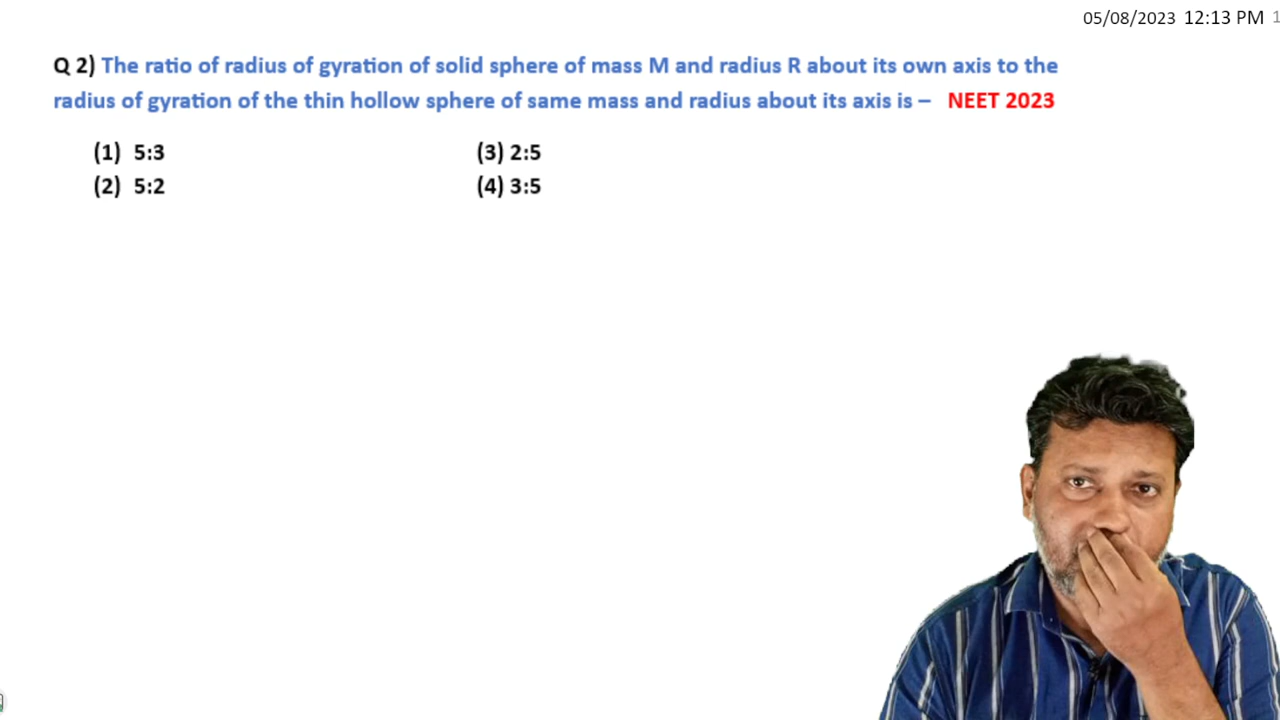 05/08/2023 12:13 PM 1
Q 2) The ratio of radius of gyration of solid sphere of mass M and radius R about its own axis to the
radius of gyration of the thin hollow sphere of same mass and radius about its axis is – NEET 2023
(1) 5:3 (3) 2:5
(2) 5:2 (4) 3:5